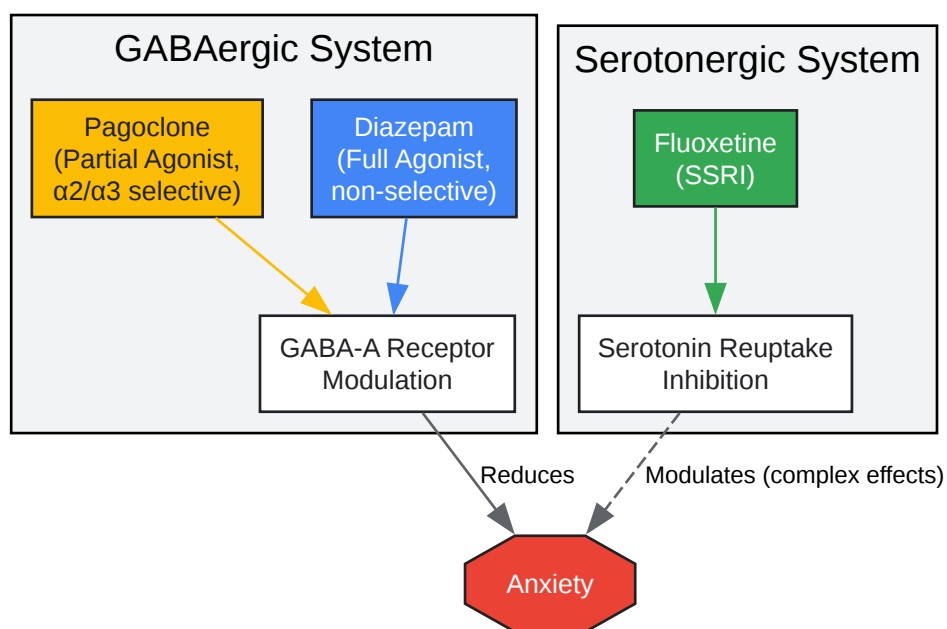 GABAergic System
Pagoclone
(Partial Agonist,
α2/α3 selective)
Diazepam
(Full Agonist,
non-selective)
GABA-A Receptor
Modulation
Serotonergic System
Fluoxetine
(SSRI)
Serotonin Reuptake
Inhibition
Reduces
Modulates (complex effects)
Anxiety